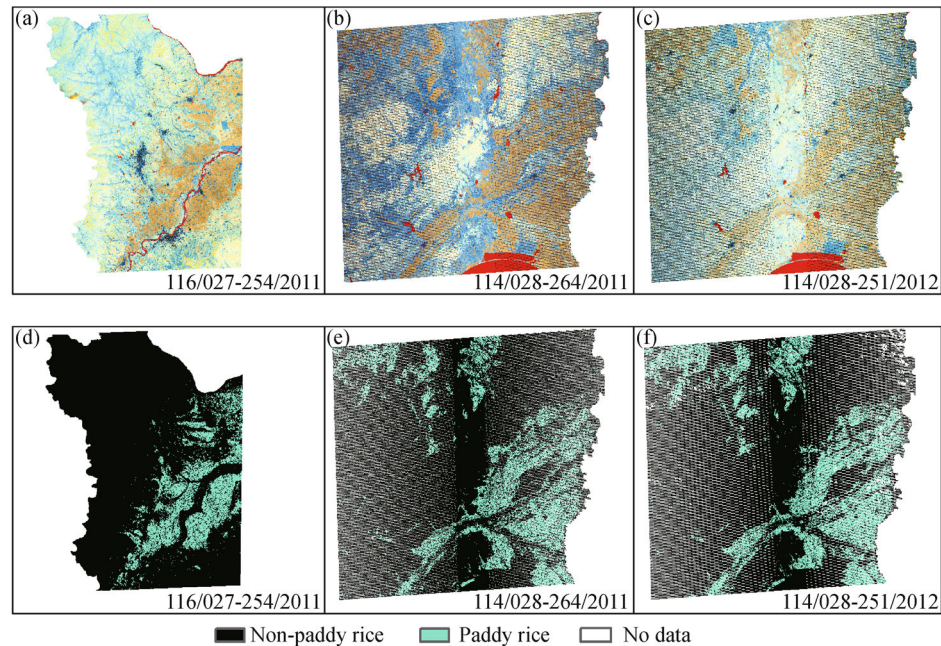 (a)
(b)
(c)
116/027-254/2011
114/028-264/2011
114/028-251/2012
(d)
(e)
(f)
116/027-254/2011
114/028-264/2011
114/028-251/2012
Non-paddy rice
Paddy rice
No data